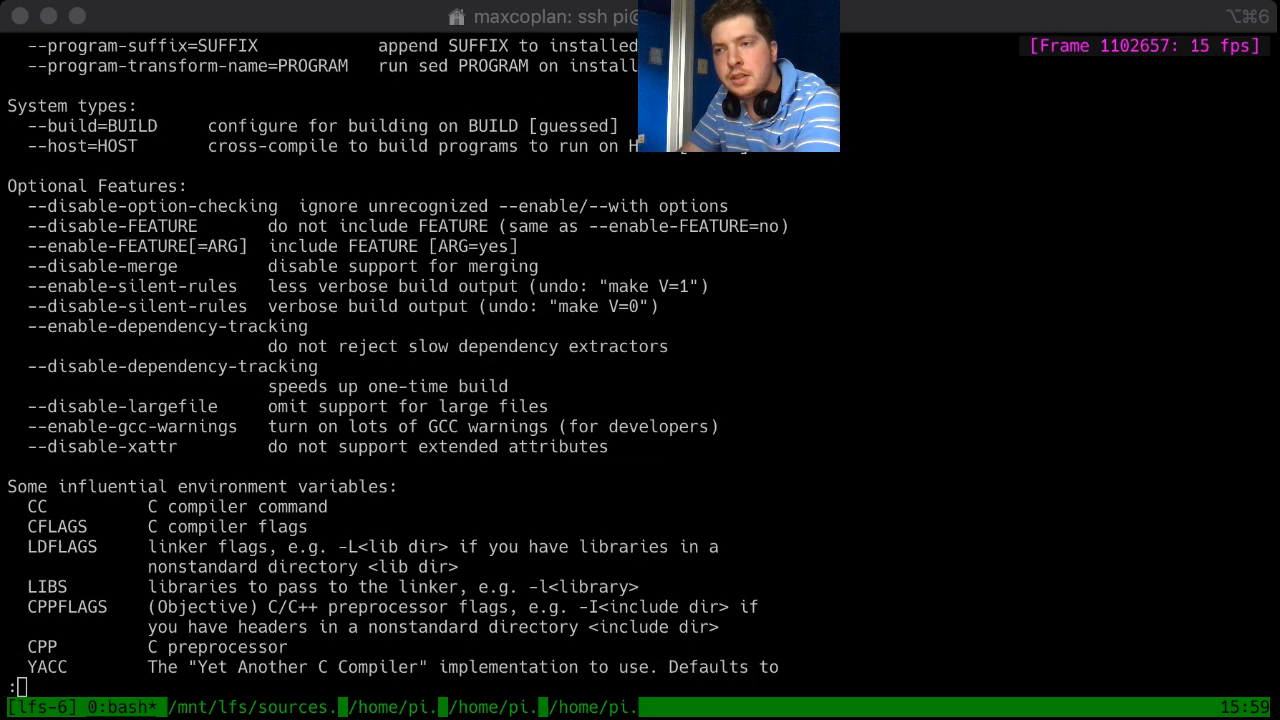 maxcoplan: ssh pi@
⌥⌘6
--program-suffix=SUFFIX            append SUFFIX to installed
[Frame 1102657: 15 fps]
--program-transform-name=PROGRAM   run sed PROGRAM on install
System types:
--build=BUILD     configure for building on BUILD [guessed]
--host=HOST       cross-compile to build programs to run on
Optional Features:
--disable-option-checking  ignore unrecognized --enable/--with options
--disable-FEATURE       do not include FEATURE (same as --enable-FEATURE=no)
--enable-FEATURE[=ARG]  include FEATURE [ARG=yes]
--disable-merge         disable support for merging
--enable-silent-rules   less verbose build output (undo: "make V=1")
--disable-silent-rules  verbose build output (undo: "make V=0")
--enable-dependency-tracking
do not reject slow dependency extractors
--disable-dependency-tracking
speeds up one-time build
--disable-largefile     omit support for large files
--enable-gcc-warnings   turn on lots of GCC warnings (for developers)
--disable-xattr         do not support extended attributes
Some influential environment variables:
CC          C compiler command
CFLAGS      C compiler flags
LDFLAGS     linker flags, e.g. -L<lib dir> if you have libraries in a
nonstandard directory <lib dir>
LIBS        libraries to pass to the linker, e.g. -l<library>
CPPFLAGS    (Objective) C/C++ preprocessor flags, e.g. -I<include dir> if
you have headers in a nonstandard directory <include dir>
CPP         C preprocessor
YACC        The "Yet Another C Compiler" implementation to use. Defaults to
:
[lfs-6] 0:bash* /mnt/lfs/sources. /home/pi. /home/pi. /home/pi. 15:59